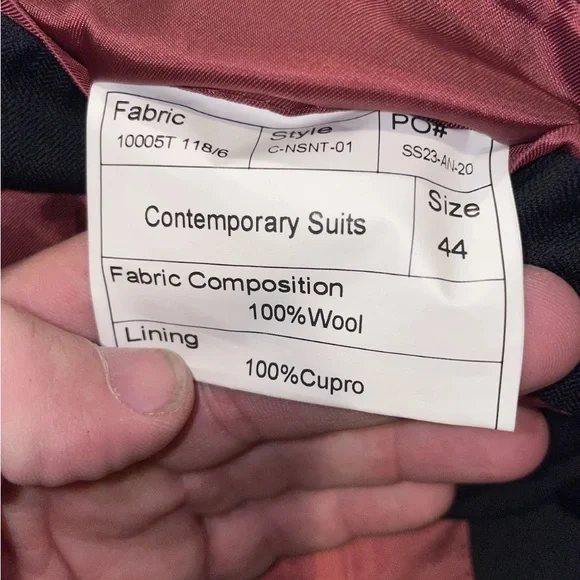 Fabric
10005T 118/6
Style
C-NSNT-01
PO#
SS23-AN-20
Contemporary Suits
Size
44
Fabric Composition
100%Wool
Lining
100%Cupro